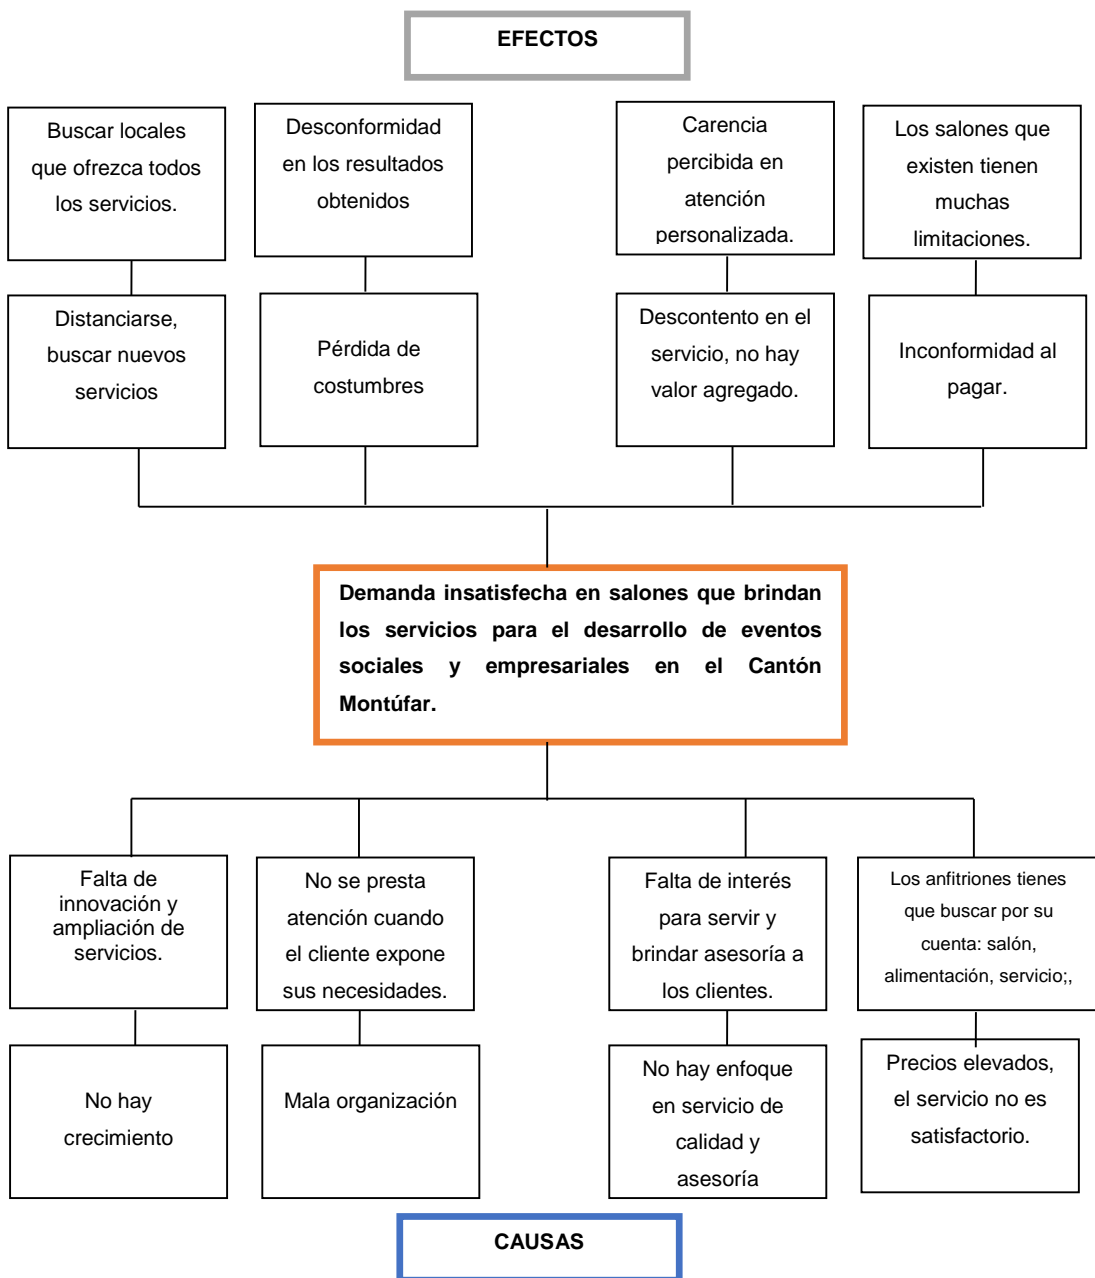 EFECTOS
Buscar locales
que ofrezca todos
los servicios.
Desconformidad
en los resultados
obtenidos
Carencia
percibida en
atención
personalizada.
Los salones que
existen tienen
muchas
limitaciones.
Distanciarse,
buscar nuevos
servicios
Pérdida de
costumbres
Descontento en el
servicio, no hay
valor agregado.
Inconformidad al
pagar.
Demanda insatisfecha en salones que brindan
los servicios para el desarrollo de eventos
sociales y empresariales en el Cantón
Montúfar.
Falta de
innovación y
ampliación de
servicios.
No se presta
atención cuando
el cliente expone
sus necesidades.
Falta de interés
para servir y
brindar asesoría a
los clientes.
Los anfitriones tienes
que buscar por su
cuenta: salón,
alimentación, servicio;,
No hay
crecimiento
Mala organización
No hay enfoque
en servicio de
calidad y
asesoría
Precios elevados,
el servicio no es
satisfactorio.
CAUSAS